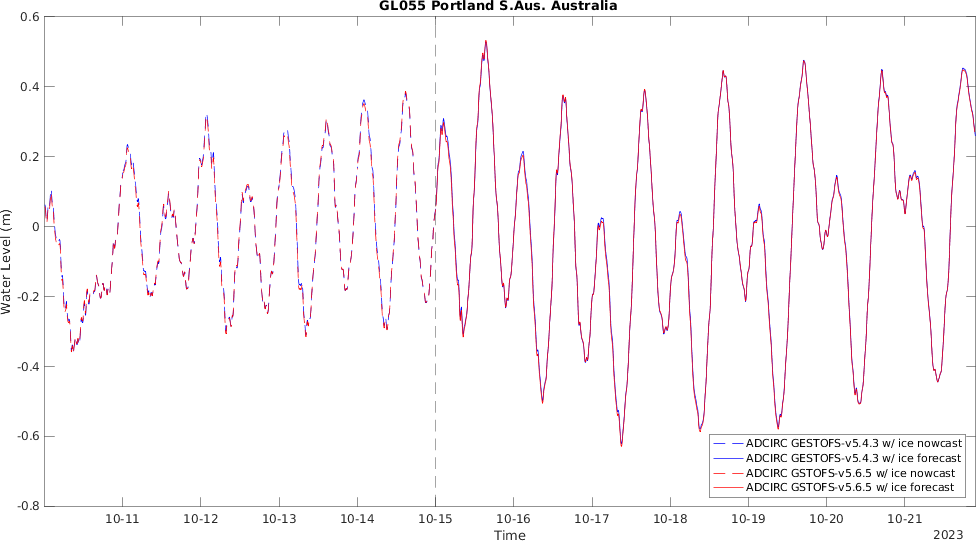 GL055 Portland S.Aus. Australia
Water Level (m)
0.6
0.4
0.2
0
-0.2
-0.4
-0.6
-0.8
10-11 10-12 10-13 10-14 10-15 10-16 10-17 10-18 10-19 10-20 10-21
Time
2023
ADCIRC GESTOFS-v5.4.3 w/ ice nowcast
ADCIRC GESTOFS-v5.4.3 w/ ice forecast
ADCIRC GSTOFS-v5.6.5 w/ ice nowcast
ADCIRC GSTOFS-v5.6.5 w/ ice forecast